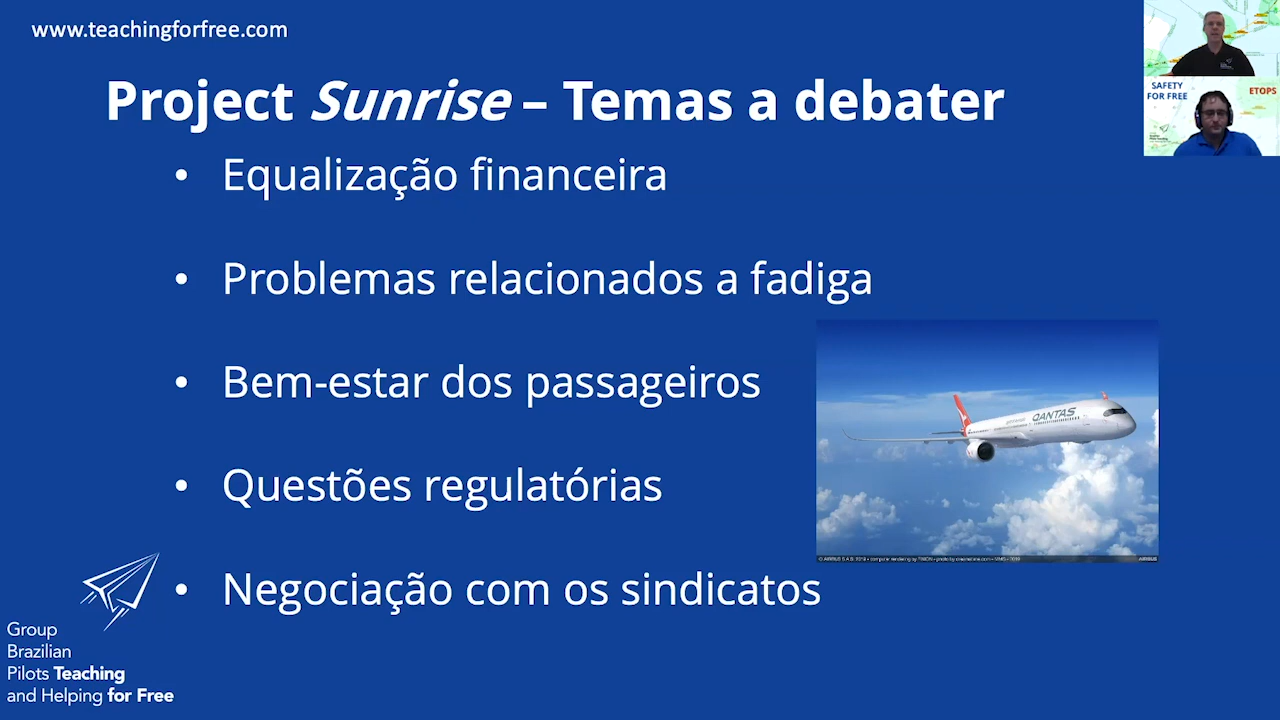 www.teachingforfree.com
SAFETY
FOR FREE
ETOPS
Project Sunrise – Temas a debater
• Equalização financeira
• Problemas relacionados a fadiga
• Bem-estar dos passageiros
• Questões regulatórias
• Negociação com os sindicatos
QANTAS
AIRBUS
Group
Brazilian
Pilots Teaching
and Helping for Free